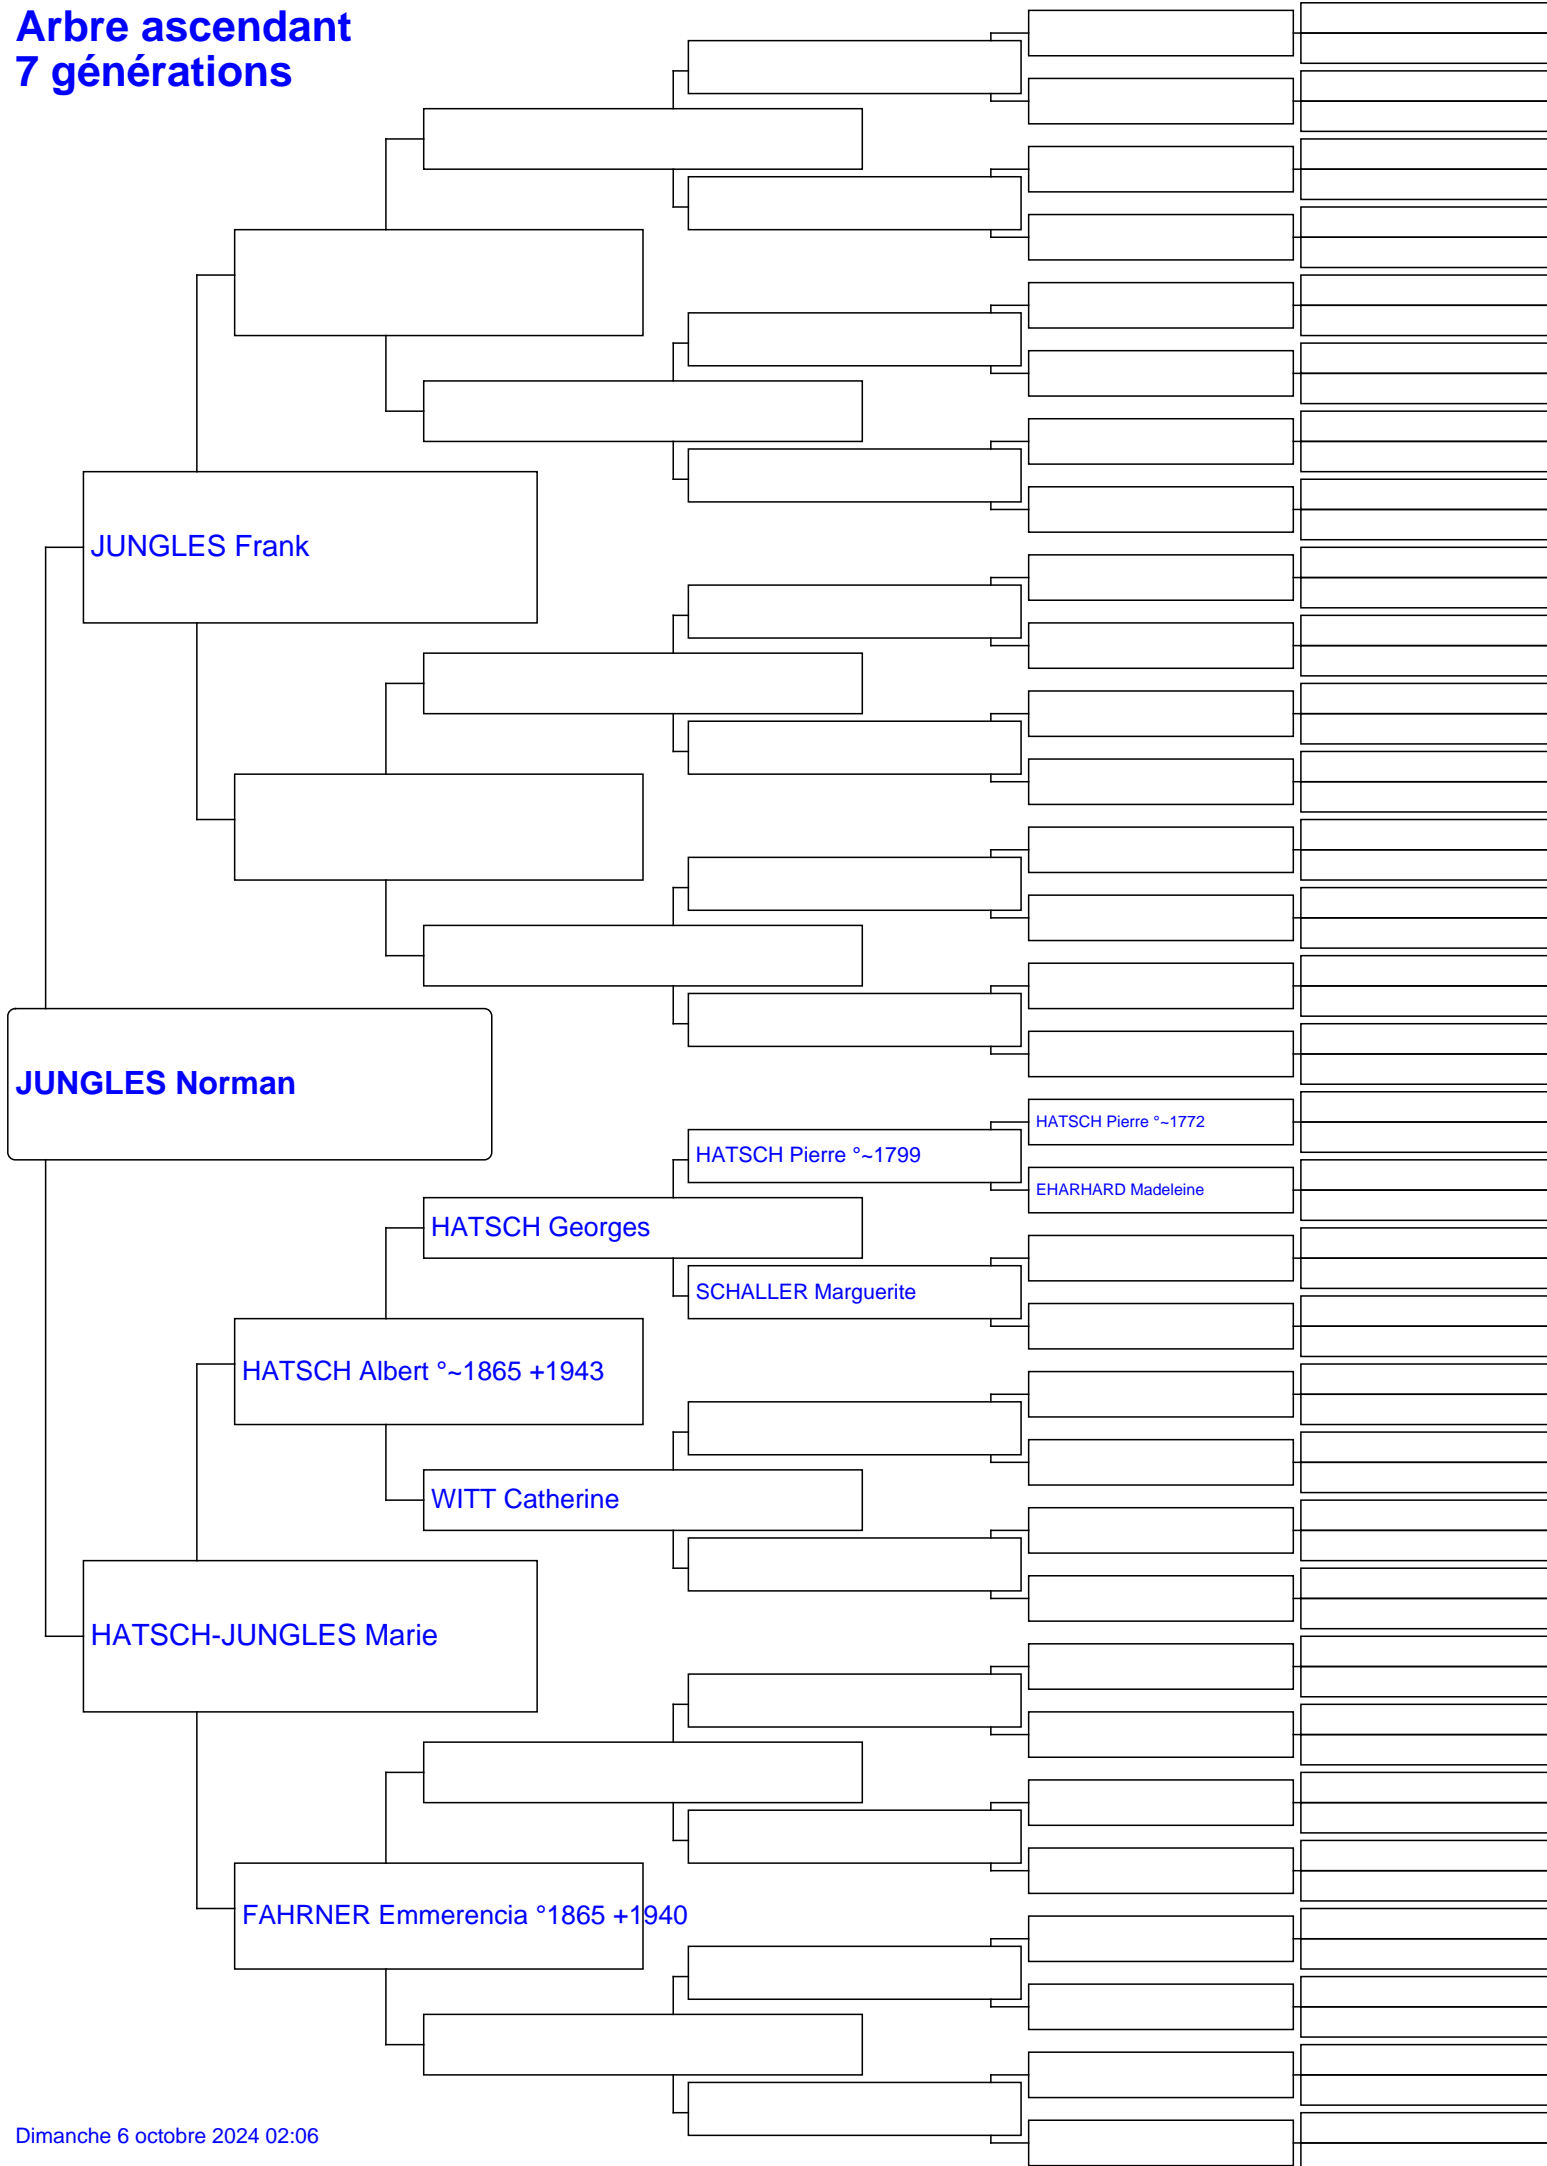 Arbre ascendant
7 générations
JUNGLES Frank
JUNGLES Norman
HATSCH Pierre °~1772
HATSCH Pierre °~1799
EHARHARD Madeleine
HATSCH Georges
SCHALLER Marguerite
HATSCH Albert °~1865 +1943
WITT Catherine
HATSCH-JUNGLES Marie
FAHRNER Emmerencia °1865 +1940
Dimanche 6 octobre 2024 02:06